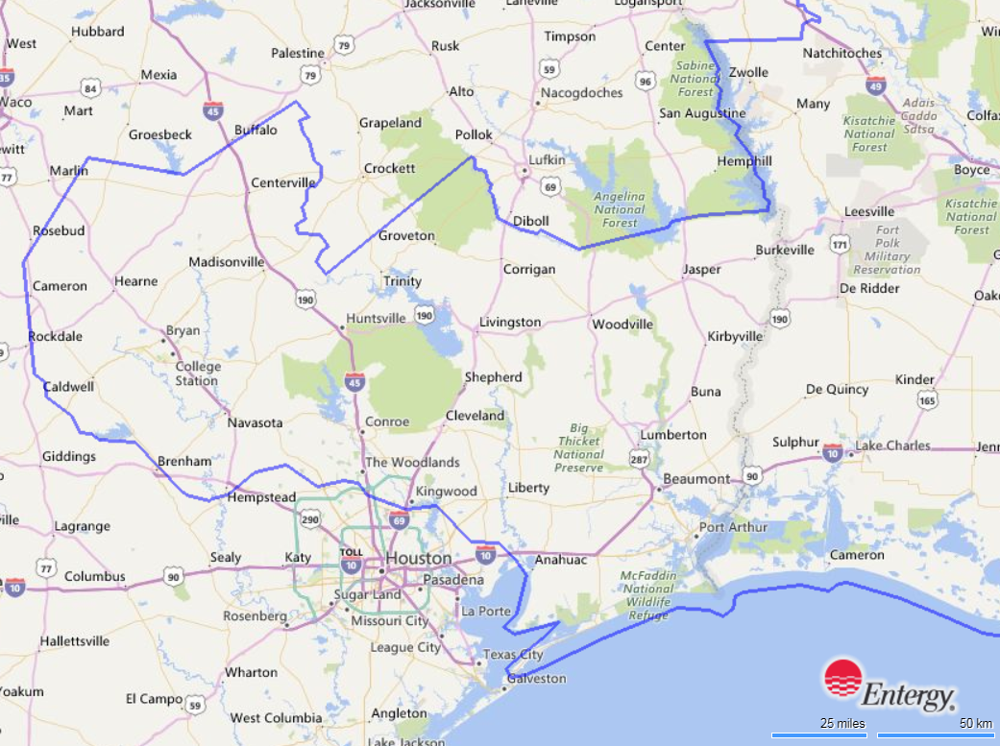 Jacksonville
Laneville
Logansport
Hubbard
Timpson
West
79
Palestine
Rusk
Center
Natchitoches
79
59
96
Sabine
National
Forest
Zwolle
35
Mexia
84
49
Alto
Nacogdoches
Many
Adais
Caddo
Waco
Mart
45
San Augustine
Groesbeck
Buffalo
Grapeland
Pollok
Kisatchie
National
Forest
Lufkin
Hemphill
Marlin
Crockett
Boyce
77
Centerville
69
Angelina
National
Forest
Leesville
Kisatchie
National
Forest
Rosebud
Groveton
Diboll
171
Fort
Polk
Military
Reservation
Burkeville
Madisonville
Corrigan
Jasper
Cameron
Hearne
Trinity
De Ridder
190
Huntsville
190
Livingston
Woodville
190
Rockdale
Bryan
Kirbyville
College
Station
Shepherd
45
Caldwell
Buna
De Quincy
Kinder
165
Navasota
Conroe
Cleveland
Big
Thicket
National
Preserve
Lumberton
Sulphur
10
Lake Charles
Giddings
Brenham
The Woodlands
287
Beaumont
90
Hempstead
Kingwood
Liberty
290
69
Lagrange
Port Arthur
Sealy
Katy
TOLL
10
Houston
10
Anahuac
Cameron
77
Columbus
90
Pasadena
McFaddin
National
Wildlife
Refuge
10
Sugar Land
La Porte
Rosenberg
Missouri City
Hallettsville
League City
Texas City
Wharton
Galveston
Yoakum
El Campo
59
Entergy
West Columbia
Angleton
25 miles
50 km
Lake Jackson